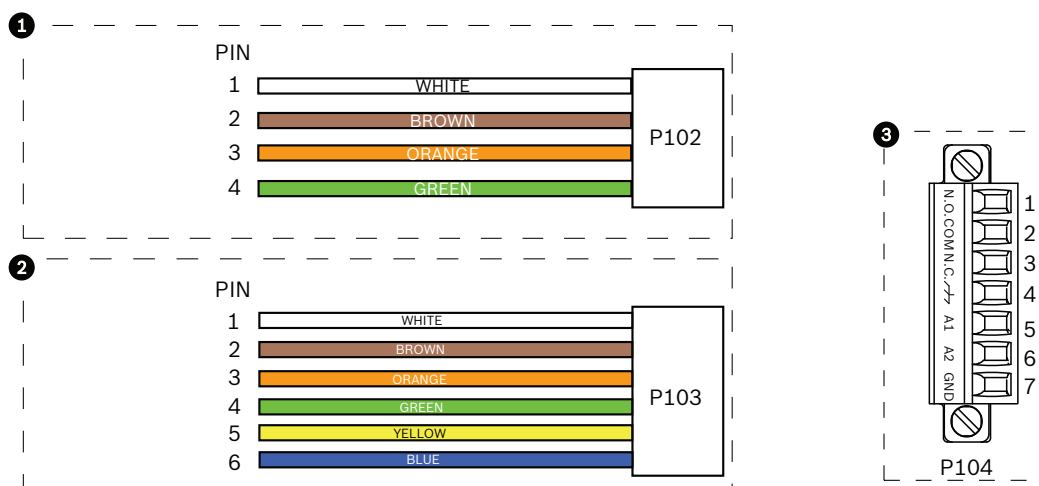 1
PIN
1 WHITE
2 BROWN
3 ORANGE
4 GREEN
P102
2
PIN
1 WHITE
2 BROWN
3 ORANGE
4 GREEN
5 YELLOW
6 BLUE
P103
3
N.O. 1
COM 2
N.C. 3
4
A1 5
A2 6
GND 7
P104